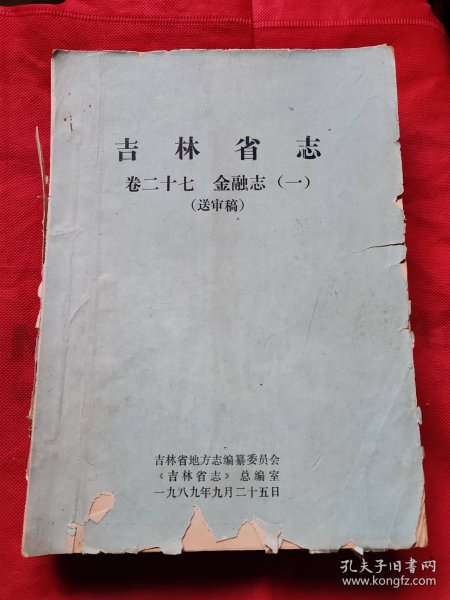 吉林省志
卷二十七 金融志（一）
（送审稿）
吉林省地方志编纂委员会
《吉林省志》总编室
一九八九年九月二十五日
孔夫子旧书网
www.kongfz.com